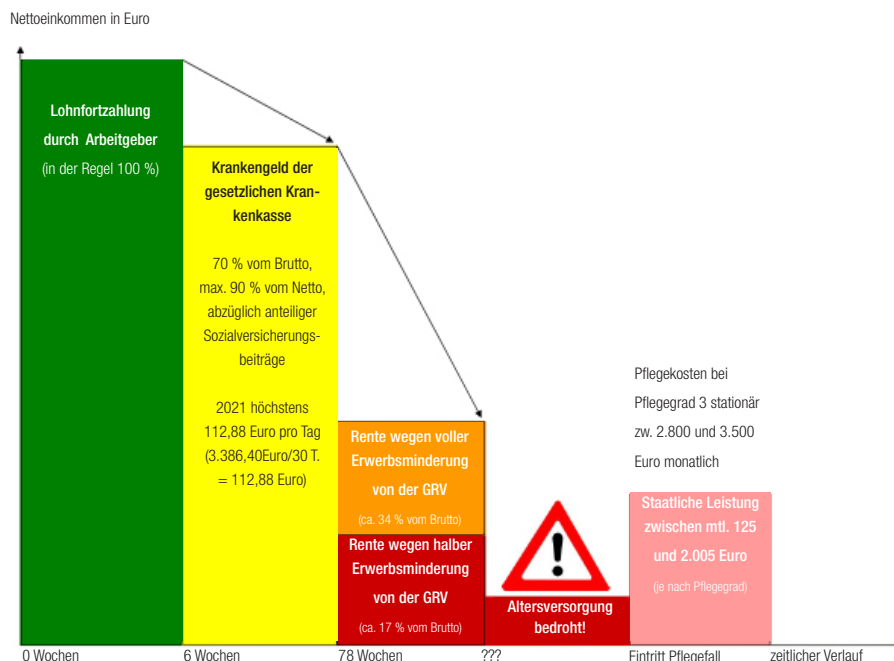 Nettoeinkommen in Euro
Lohnfortzahlung
durch Arbeitgeber
(in der Regel 100 %)
Krankengeld der
gesetzlichen Kran-
kenkasse
70 % vom Brutto,
max. 90 % vom Netto,
abzüglich anteiliger
Sozialversicherungs-
beiträge
2021 höchstens
112,88 Euro pro Tag
(3.386,40Euro/30 T.
= 112,88 Euro)
Rente wegen voller
Erwerbsminderung
von der GRV
(ca. 34 % vom Brutto)
Rente wegen halber
Erwerbsminderung
von der GRV
(ca. 17 % vom Brutto)
!
Altersversorgung
bedroht!
Pflegekosten bei
Pflegegrad 3 stationär
zw. 2.800 und 3.500
Euro monatlich
Staatliche Leistung
zwischen mtl. 125
und 2.005 Euro
(je nach Pflegegrad)
0 Wochen
6 Wochen
78 Wochen
???
Eintritt Pflegefall
zeitlicher Verlauf